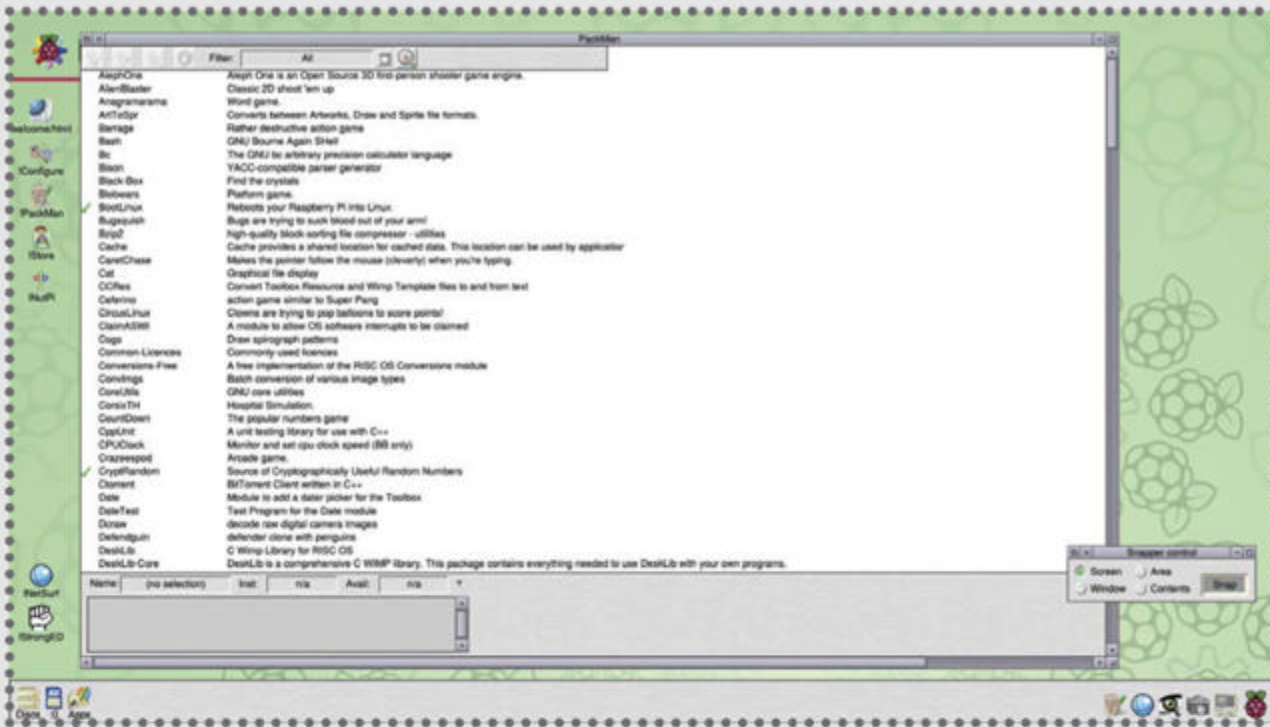 PackMan
Filter: All
AlephOne Aleph One is an Open Source 3D first-person shooter game engine.
AlienBlaster Classic 2D shoot 'em up
Anagramarama Word game.
ArtToSpr Converts between Artworks, Draw and Sprite file formats.
Barrage Rather destructive action game
Bash GNU Bourne Again SHell
Bc The GNU bc arbitrary precision calculator language
Bison YACC-compatible parser generator
Black Box Find the crystals
Blobwars Platform game.
BootLinux Reboots your Raspberry Pi into Linux.
Bugsquish Bugs are trying to suck blood out of your arm!
Bzip2 high-quality block-sorting file compressor - utilities
Cache Cache provides a shared location for cached data. This location can be used by application
CaretChase Makes the pointer follow the mouse (cleverly) when you're typing.
Cat Graphical file display
CCRes Convert Toolbox Resource and Wimp Template files to and from text
Ceferino action game similar to Super Pang
CircusLinux Clowns are trying to pop balloons to score points!
ClaimASWI A module to allow OS software interrupts to be claimed
Cogs Draw spirograph patterns
Common-Licences Commonly used licences
Conversions-Free A free implementation of the RISC OS Conversions module
ConvImgs Batch conversion of various image types
CoreUtils GNU core utilities
CorsixTH Hospital Simulation.
CountDown The popular numbers game
CppUnit A unit testing library for use with C++
CPUClock Monitor and set cpu clock speed (BB only)
Crazeespod Arcade game.
CryptRandom Source of Cryptographically Useful Random Numbers
Ctorrent BitTorrent Client written in C++
Date Module to add a dater picker for the Toolbox
DateTest Test Program for the Date module
Dcraw decode raw digital camera images
Defendguin defender clone with penguins
DeskLib C Wimp Library for RISC OS
DeskLib-Core DeskLib is a comprehensive C WIMP library. This package contains everything needed to use DeskLib with your own programs.
Name: (no selection) Inst: n/a Avail: n/a
!Configure
!PackMan
!Store
!NutPi
!NetSurf
!StrongED
Snapper control
Screen Area
Window Contents Snap
:0 Apps